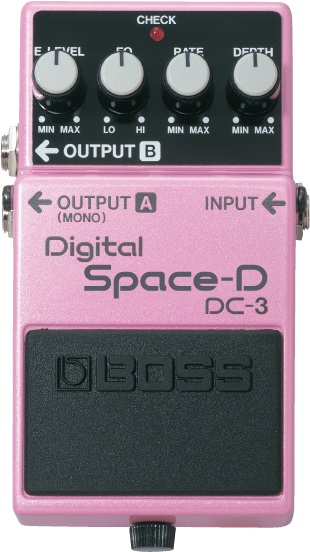 CHECK
E.LEVEL EQ RATE DEPTH
MIN MAX LO HI MIN MAX MIN MAX
OUTPUT B
OUTPUT A INPUT
(MONO)
Digital
Space-D
DC-3
BOSS